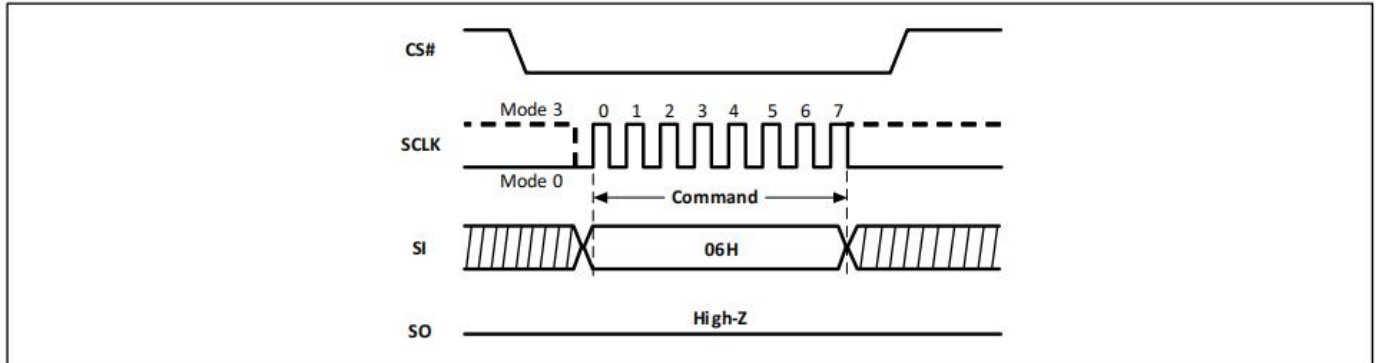 CS#
Mode 3 0 1 2 3 4 5 6 7
SCLK
Mode 0
Command
SI 06H
High-Z
SO